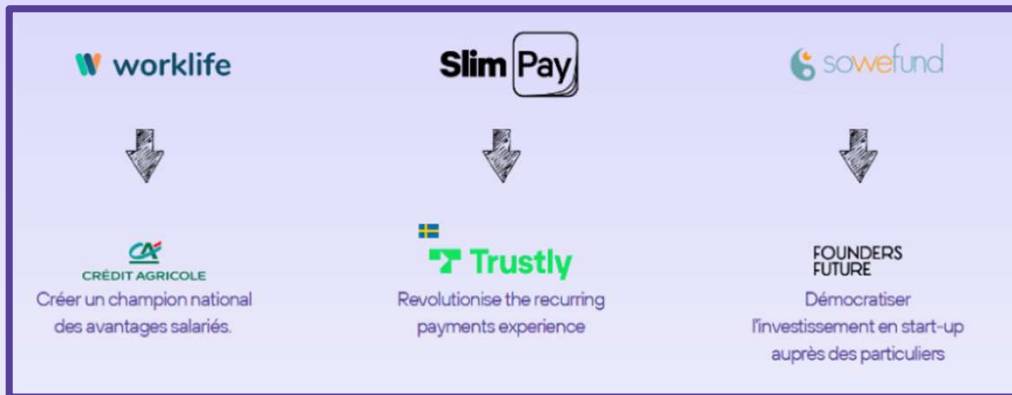 worklife
Slim Pay
sowefund
CRÉDIT AGRICOLE
Créer un champion national
des avantages salariés.
Trustly
Revolutionise the recurring
payments experience
FOUNDERS
FUTURE
Démocratiser
l'investissement en start-up
auprès des particuliers